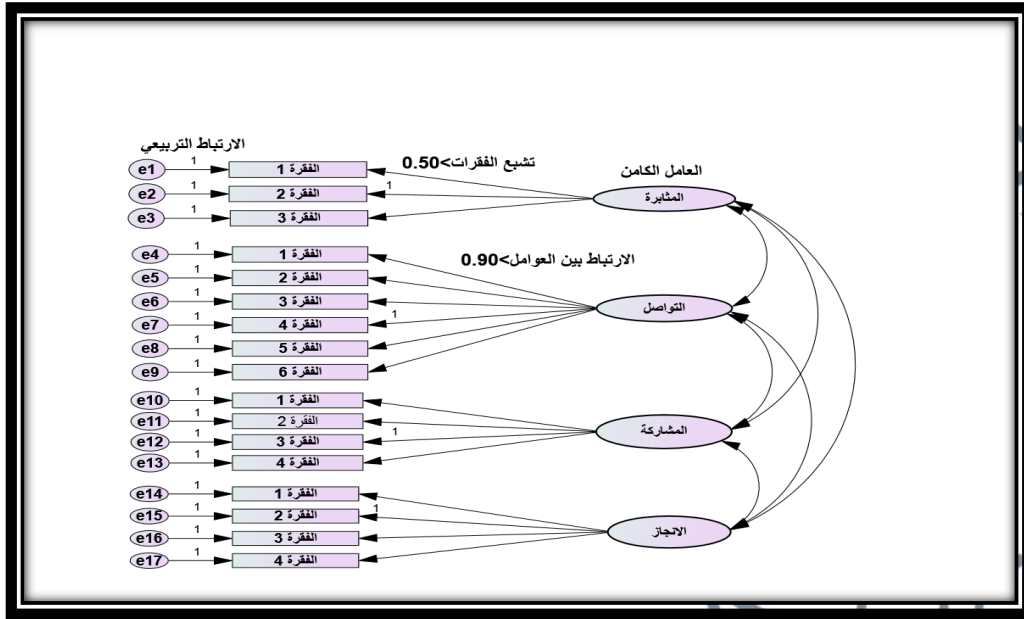 الارتباط التربيعي
تشبع الفقرات>0.50
العامل الكامن
e1 1 الفقرة 1
المثابرة
e2 1 الفقرة 2 1
e3 1 الفقرة 3
e4 1 الفقرة 1
الارتباط بين العوامل<0.90
e5 1 الفقرة 2
e6 1 الفقرة 3
التواصل
e7 1 الفقرة 4 1
e8 1 الفقرة 5
e9 1 الفقرة 6
e10 1 الفقرة 1
e11 1 الفقرة 2
المشاركة
e12 1 الفقرة 3 1
e13 1 الفقرة 4
e14 1 الفقرة 1
e15 1 الفقرة 2 1
الانجاز
e16 1 الفقرة 3
e17 1 الفقرة 4